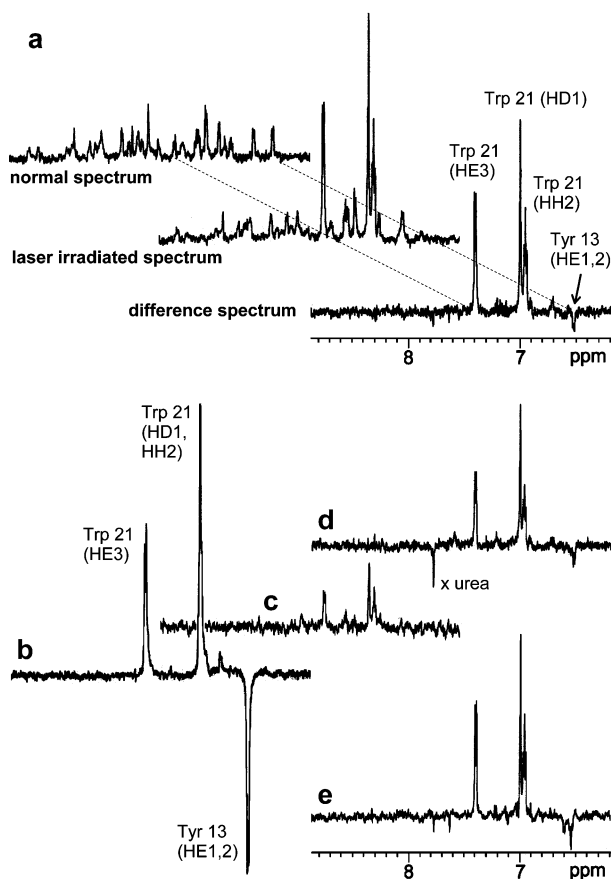 a
normal spectrum
laser irradiated spectrum
difference spectrum
Trp 21 (HD1)
Trp 21
(HE3)
Trp 21
(HH2)
Tyr 13
(HE1,2)
8
7
ppm
Trp 21
(HD1,
HH2)
Trp 21
(HE3)
b
Tyr 13
(HE1,2)
c
d
x urea
e
8
7
ppm